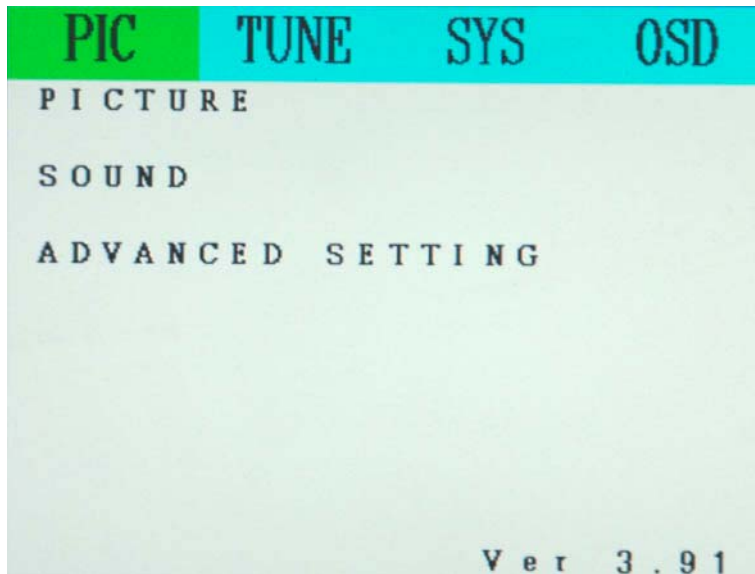 PIC TUNE SYS OSD
PICTURE
SOUND
ADVANCED SETTING
Ver 3.91